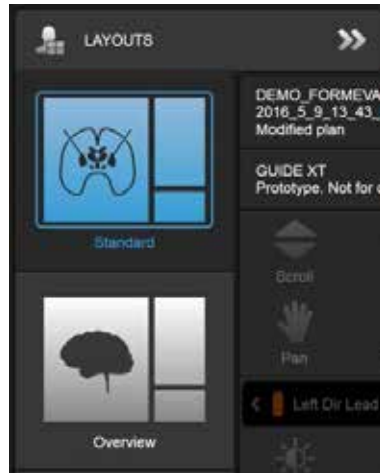 LAYOUTS
DEMO_FORMEVA
2016_5_9_13_43_
Modified plan
GUIDE XT
Prototype. Not for
Standard
Scroll
Pan
Left Dir Lead
Overview